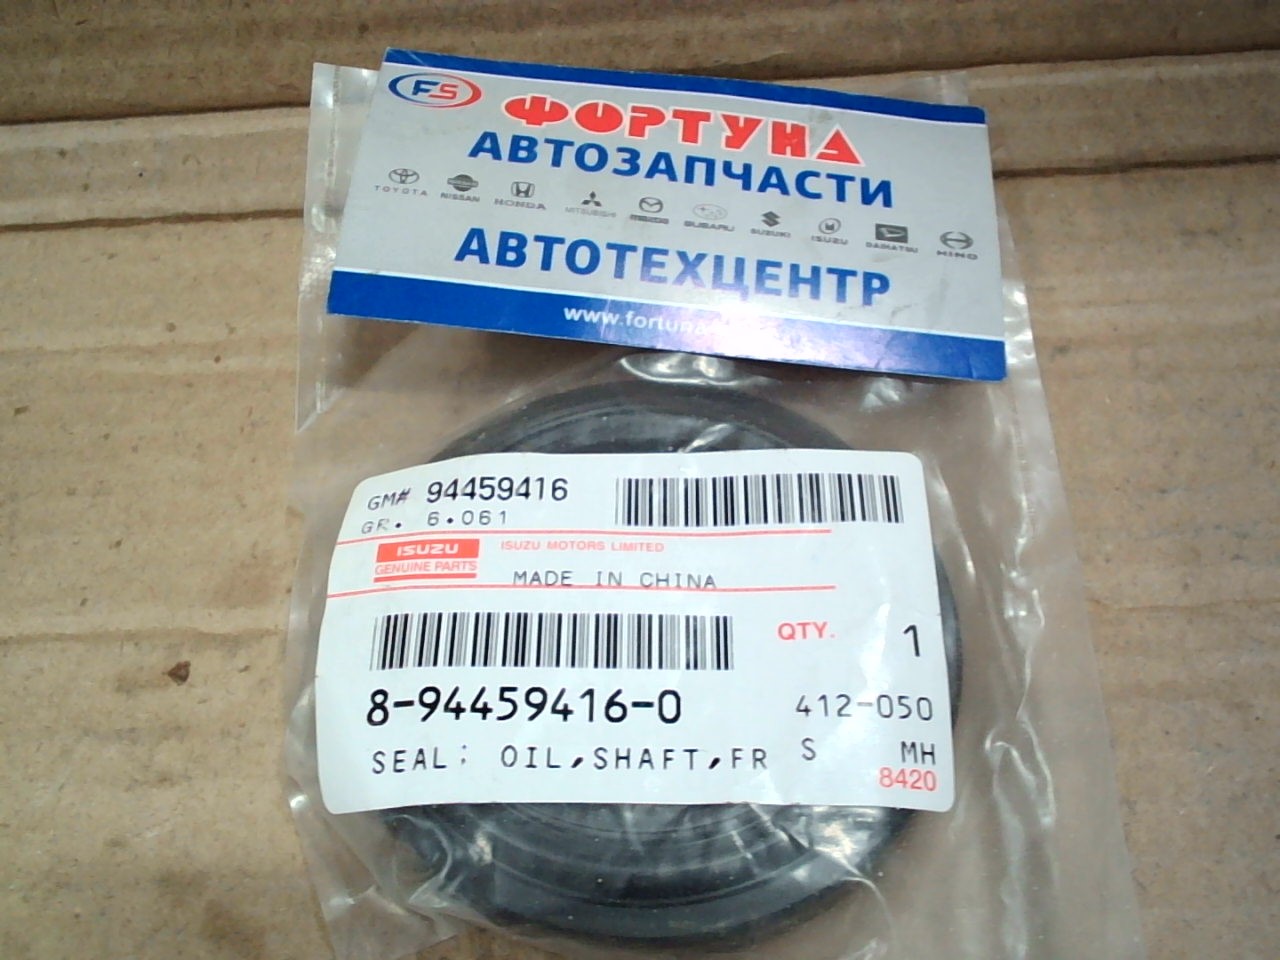 FS ФОРТУНА
АВТОЗАПЧАСТИ
TOYOTA NISSAN HONDA MITSUBISHI mazda SUBARU SUZUKI ISUZU DAIHATSU HINO
АВТОТЕХЦЕНТР
www.fortuna
GM# 94459416
GR. 6.061
ISUZU
GENUINE PARTS
ISUZU MOTORS LIMITED
MADE IN CHINA
QTY. 1
8-94459416-0 412-050
SEAL: OIL,SHAFT,FR S MH
8420